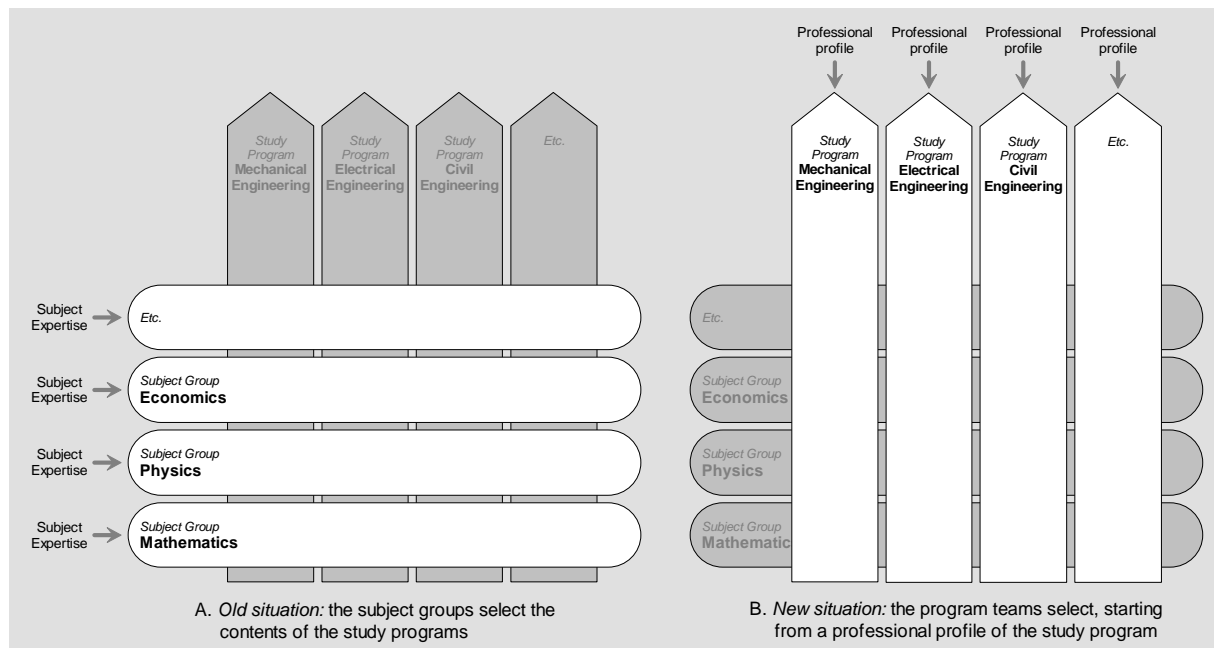 Study
Program
Mechanical
Engineering
Study
Program
Electrical
Engineering
Study
Program
Civil
Engineering
Etc.
Subject
Expertise
Etc.
Subject
Expertise
Subject Group
Economics
Subject
Expertise
Subject Group
Physics
Subject
Expertise
Subject Group
Mathematics
A. Old situation: the subject groups select the
contents of the study programs
Professional
profile
Professional
profile
Professional
profile
Professional
profile
Study
Program
Mechanical
Engineering
Study
Program
Electrical
Engineering
Study
Program
Civil
Engineering
Etc.
Etc.
Subject Group
Economics
Subject Group
Physics
Subject Group
Mathematic
B. New situation: the program teams select, starting
from a professional profile of the study program